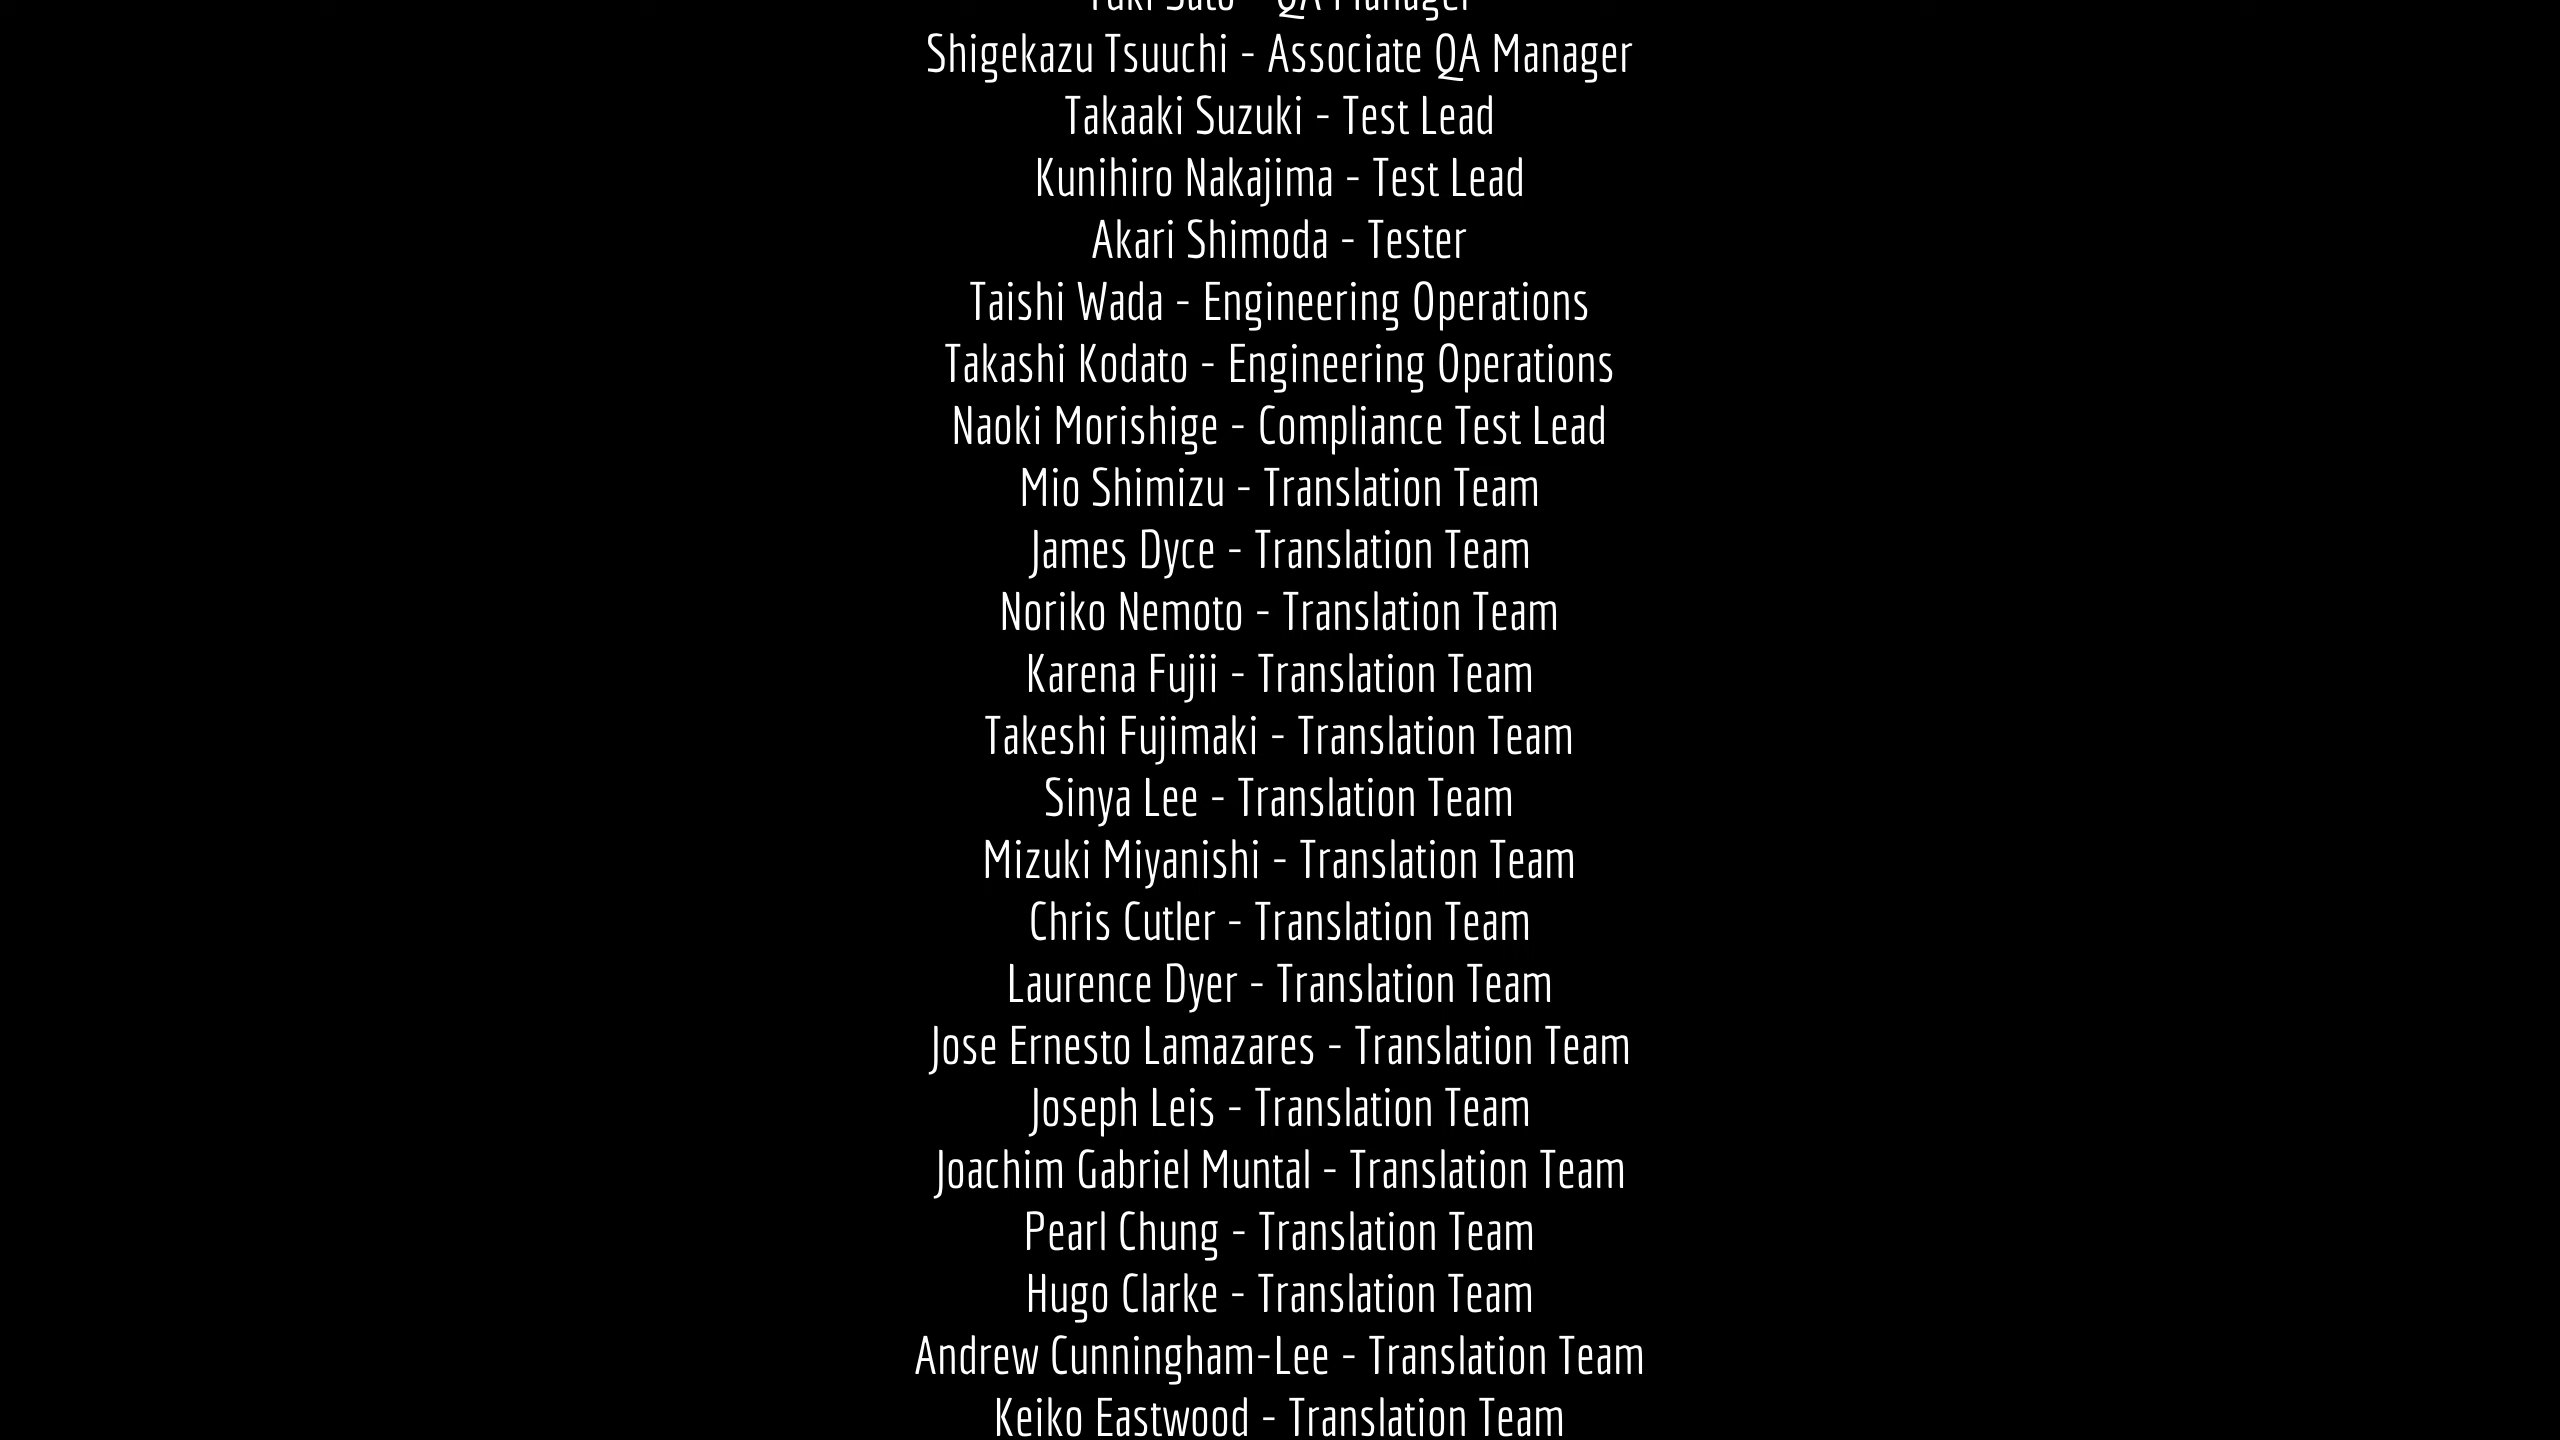 Yuki Sato - QA Manager
Shigekazu Tsuuchi - Associate QA Manager
Takaaki Suzuki - Test Lead
Kunihiro Nakajima - Test Lead
Akari Shimoda - Tester
Taishi Wada - Engineering Operations
Takashi Kodato - Engineering Operations
Naoki Morishige - Compliance Test Lead
Mio Shimizu - Translation Team
James Dyce - Translation Team
Noriko Nemoto - Translation Team
Karena Fujii - Translation Team
Takeshi Fujimaki - Translation Team
Sinya Lee - Translation Team
Mizuki Miyanishi - Translation Team
Chris Cutler - Translation Team
Laurence Dyer - Translation Team
Jose Ernesto Lamazares - Translation Team
Joseph Leis - Translation Team
Joachim Gabriel Muntal - Translation Team
Pearl Chung - Translation Team
Hugo Clarke - Translation Team
Andrew Cunningham-Lee - Translation Team
Keiko Eastwood - Translation Team